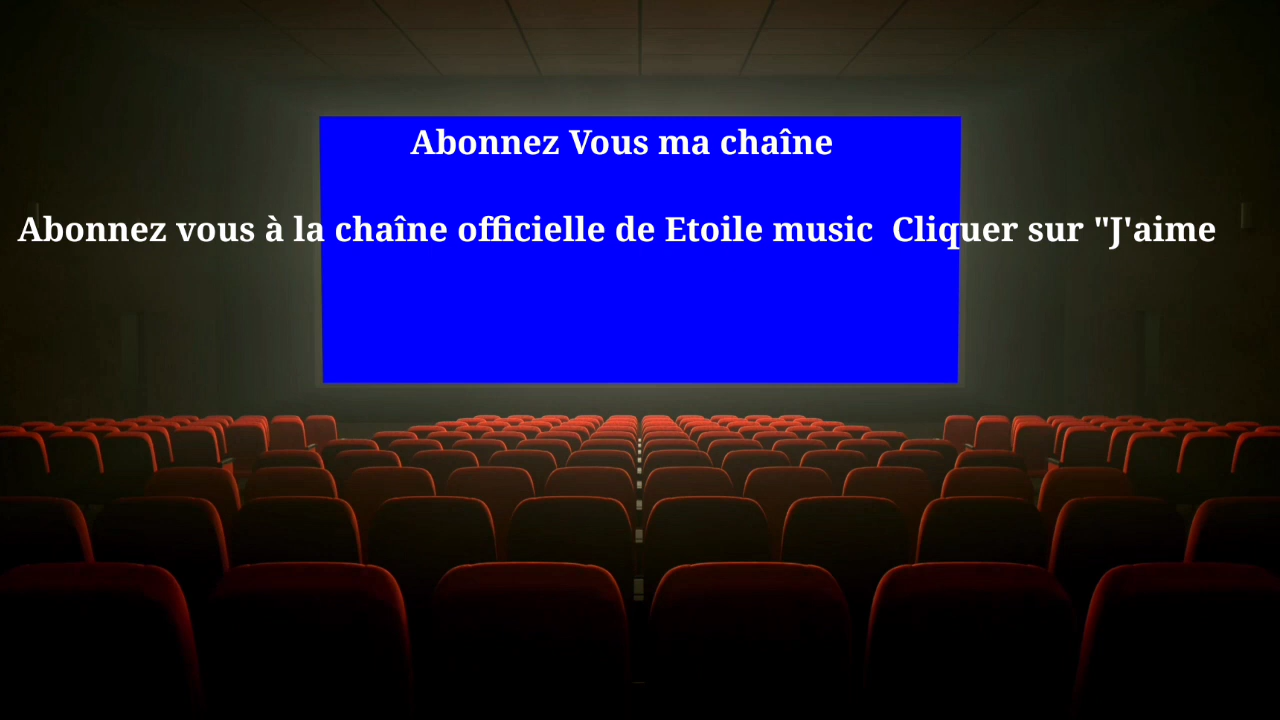 Abonnez Vous ma chaîne
Abonnez vous à la chaîne officielle de Etoile music  Cliquer sur "J'aime